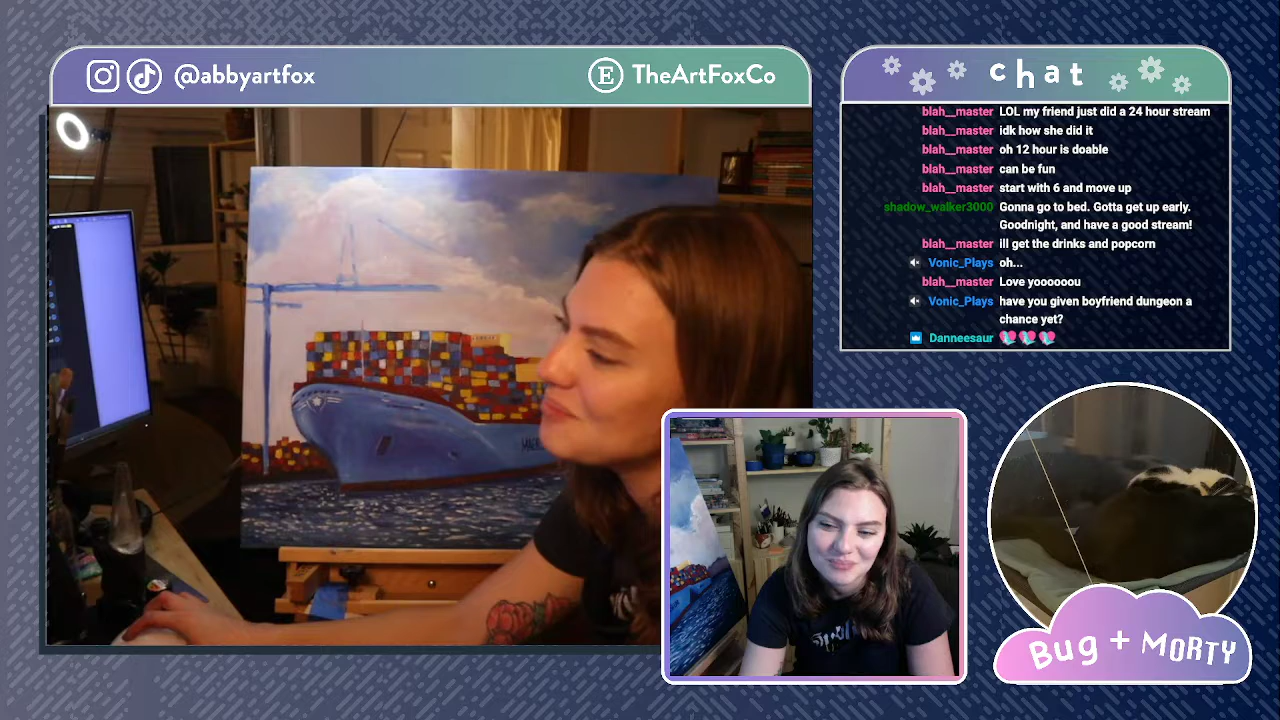 @abbyartfox
TheArtFoxCo
chat
blah__master LOL my friend just did a 24 hour stream
blah__master idk how she did it
blah__master oh 12 hour is doable
blah__master can be fun
blah__master start with 6 and move up
shadow_walker3000 Gonna go to bed. Gotta get up early.
Goodnight, and have a good stream!
blah__master ill get the drinks and popcorn
Vonic_Plays oh...
blah__master Love yoooooou
Vonic_Plays have you given boyfriend dungeon a
chance yet?
Danneesaur
Bug + MORTY